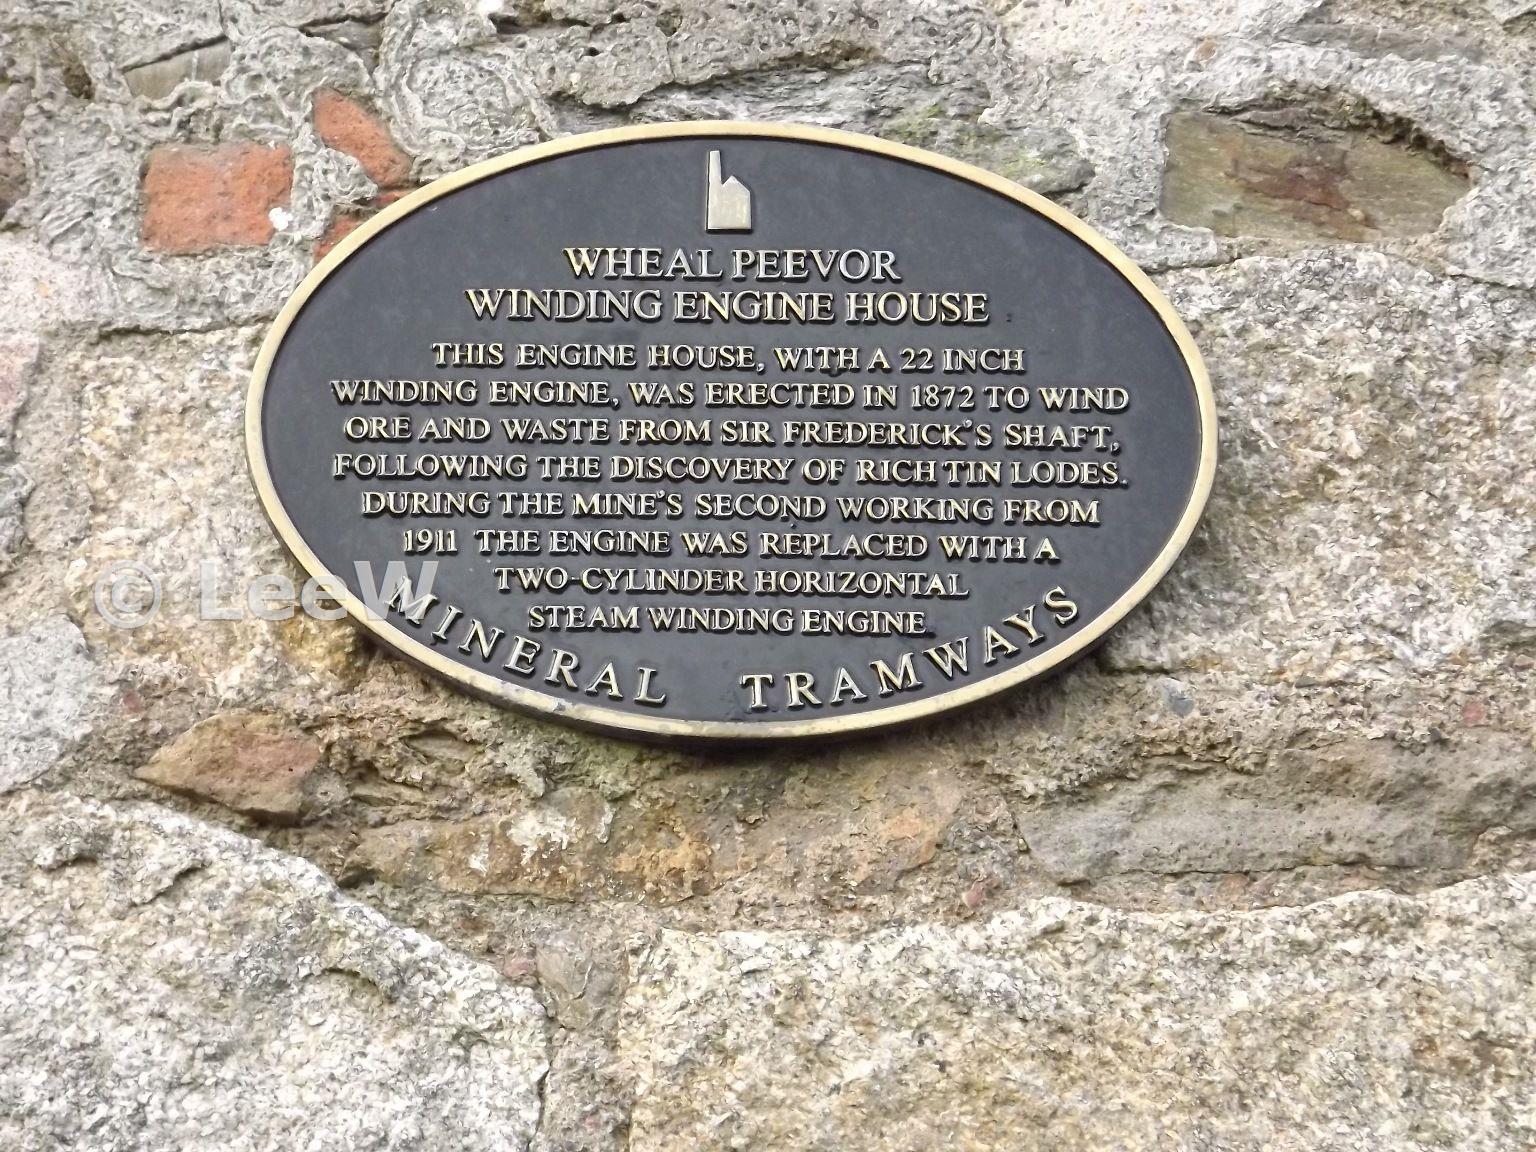 WHEAL PEEVOR
WINDING ENGINE HOUSE
THIS ENGINE HOUSE, WITH A 22 INCH
WINDING ENGINE, WAS ERECTED IN 1872 TO WIND
ORE AND WASTE FROM SIR FREDERICK'S SHAFT,
FOLLOWING THE DISCOVERY OF RICH TIN LODES.
DURING THE MINE'S SECOND WORKING FROM
1911 THE ENGINE WAS REPLACED WITH A
TWO-CYLINDER HORIZONTAL
STEAM WINDING ENGINE.
MINERAL TRAMWAYS
© LeeW